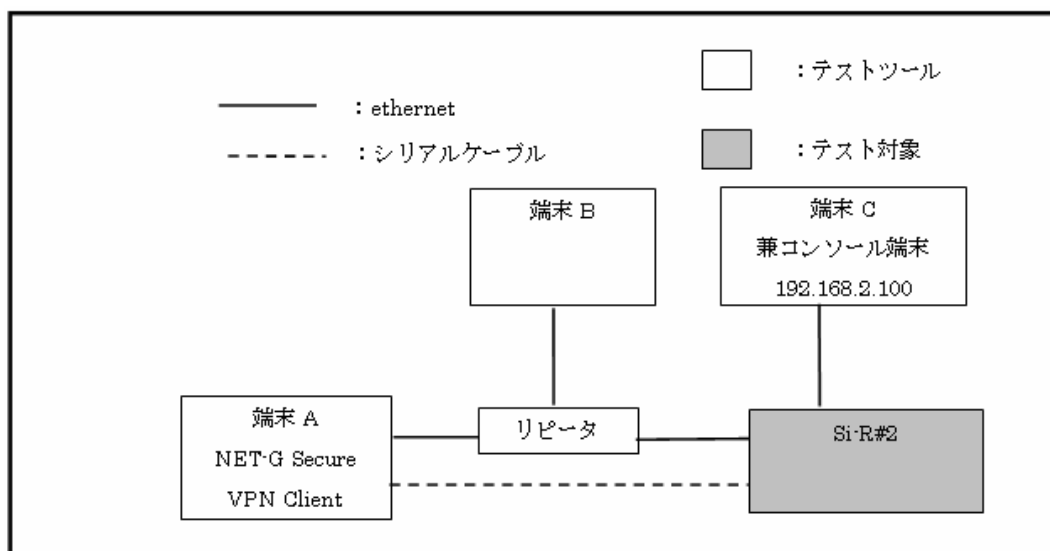 ：テストツール
：ethernet
：シリアルケーブル
：テスト対象
端末 B
端末 C
兼コンソール端末
192.168.2.100
端末 A
NET-G Secure
VPN Client
リピータ
Si-R#2